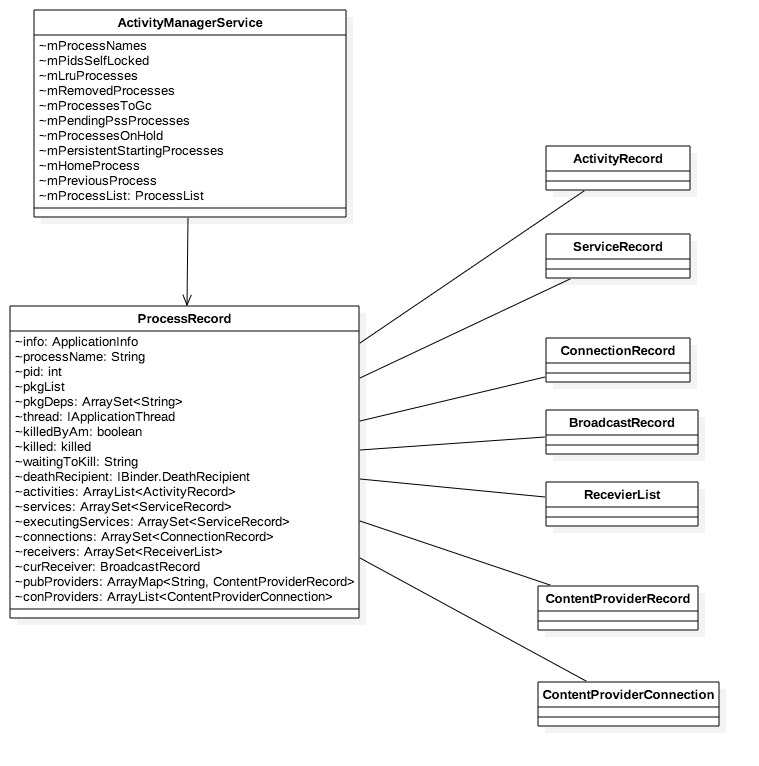 ActivityManagerService
~mProcessNames
~mPidsSelfLocked
~mLruProcesses
~mRemovedProcesses
~mProcessesToGc
~mPendingPssProcesses
~mProcessesOnHold
~mPersistentStartingProcesses
~mHomeProcess
~mPreviousProcess
~mProcessList: ProcessList
ProcessRecord
~info: ApplicationInfo
~processName: String
~pid: int
~pkgList
~pkgDeps: ArraySet<String>
~thread: IApplicationThread
~killedByAm: boolean
~killed: killed
~waitingToKill: String
~deathRecipient: IBinder.DeathRecipient
~activities: ArrayList<ActivityRecord>
~services: ArraySet<ServiceRecord>
~executingServices: ArraySet<ServiceRecord>
~connections: ArraySet<ConnectionRecord>
~receivers: ArraySet<ReceiverList>
~curReceiver: BroadcastRecord
~pubProviders: ArrayMap<String, ContentProviderRecord>
~conProviders: ArrayList<ContentProviderConnection>
ActivityRecord
ServiceRecord
ConnectionRecord
BroadcastRecord
RecevierList
ContentProviderRecord
ContentProviderConnection